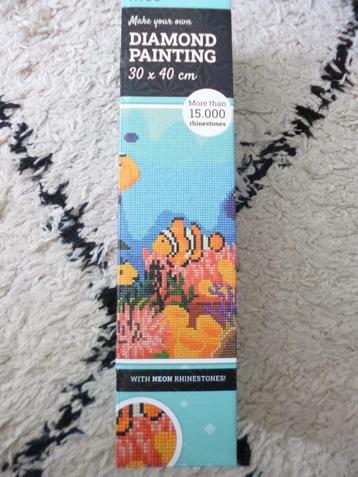 Make your own
DIAMOND
PAINTING
30 x 40 cm
More than
15.000
rhinestones
WITH NEON RHINESTONES!